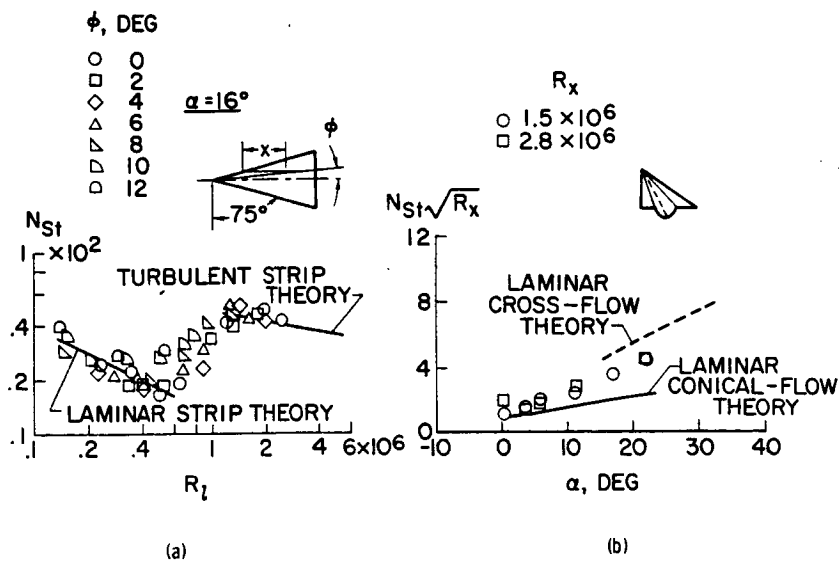 ϕ, DEG
0
2
4
6
8
10
12
α = 16°
ϕ
x
75°
N_St
1 ×10²
.4
.2
.1
TURBULENT STRIP
THEORY
LAMINAR STRIP THEORY
.1 .2 .4 1 2 4 6×10⁶
R_l
(a)
R_x
1.5 ×10⁶
2.8 ×10⁶
N_St √R_x
12
8
4
0
LAMINAR
CROSS-FLOW
THEORY
LAMINAR
CONICAL-FLOW
THEORY
-10 0 10 20 30 40
α, DEG
(b)